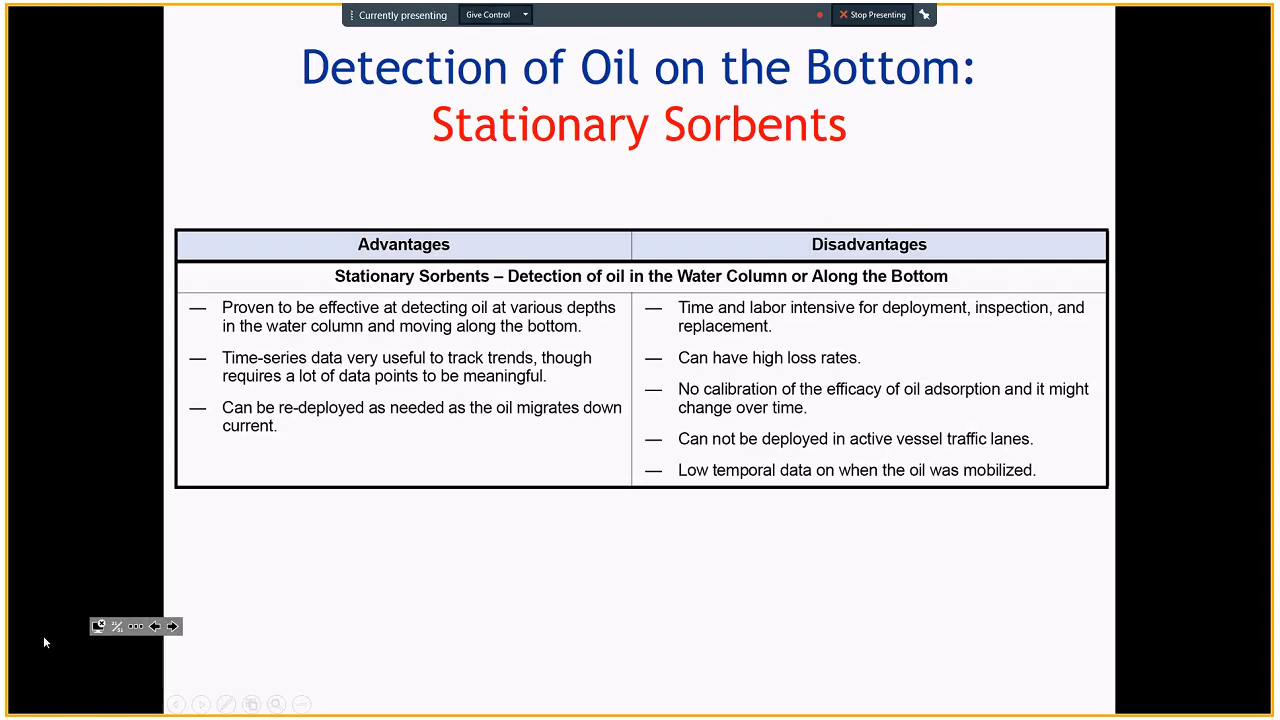 Currently presenting
Give Control
Stop Presenting
Detection of Oil on the Bottom:
Stationary Sorbents
Advantages
Disadvantages
Stationary Sorbents – Detection of oil in the Water Column or Along the Bottom
— Proven to be effective at detecting oil at various depths
in the water column and moving along the bottom.
— Time-series data very useful to track trends, though
requires a lot of data points to be meaningful.
— Can be re-deployed as needed as the oil migrates down
current.
— Time and labor intensive for deployment, inspection, and
replacement.
— Can have high loss rates.
— No calibration of the efficacy of oil adsorption and it might
change over time.
— Can not be deployed in active vessel traffic lanes.
— Low temporal data on when the oil was mobilized.